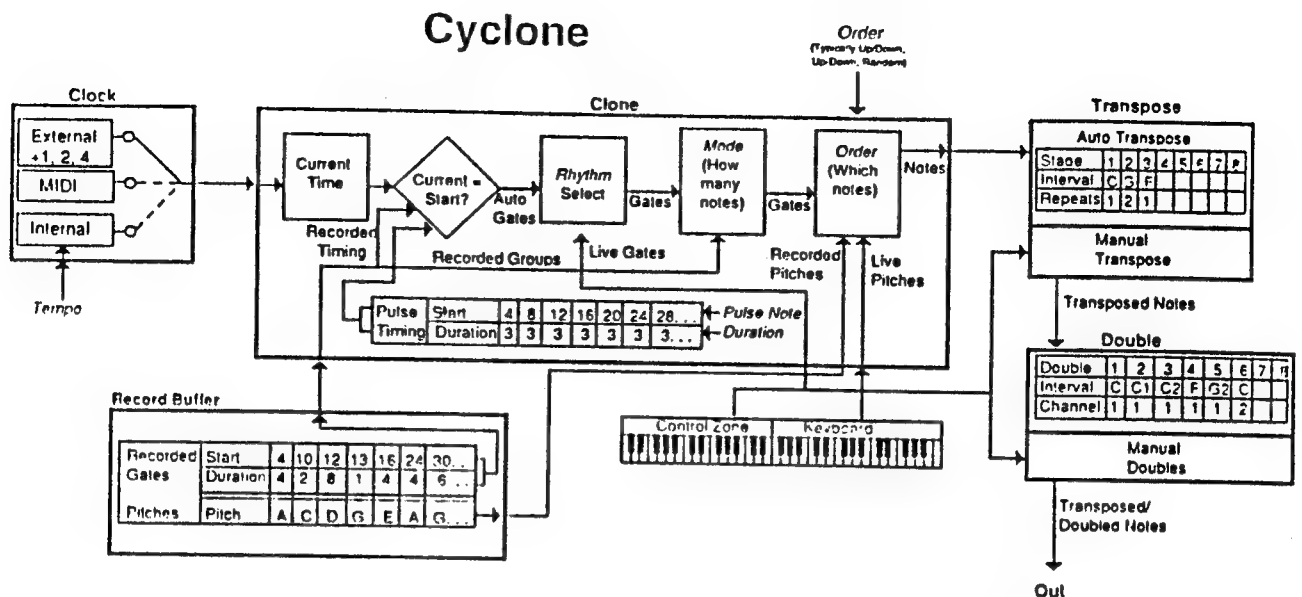 Cyclone
Order
(Typically Up/Down,
Up-Down, Random)
Clock
External
+1, 2, 4
MIDI
Internal
Tempo
Clone
Current
Time
Current =
Start?
Auto
Gates
Rhythm
Select
Gates
Mode
(How
many
notes)
Gates
Order
(Which
notes)
Notes
Recorded
Timing
Recorded Groups
Live Gates
Recorded
Pitches
Live
Pitches
Pulse Start 4 8 12 16 20 24 28... Pulse Note
Timing Duration 3 3 3 3 3 3 3... Duration
Transpose
Auto Transpose
Stage 1 2 3 4 5 6 7 8
Interval C G F
Repeats 1 2 1
Manual
Transpose
Transposed Notes
Double
Double 1 2 3 4 5 6 7
Interval C C1 C2 F G2 C
Channel 1 1 1 1 1 2
Manual
Doubles
Transposed/
Doubled Notes
Out
Record Buffer
Recorded Start 4 10 12 13 16 24 30...
Gates Duration 4 2 8 1 4 4 6...
Pitches Pitch A C D G E A G...
Control Zone Keyboard